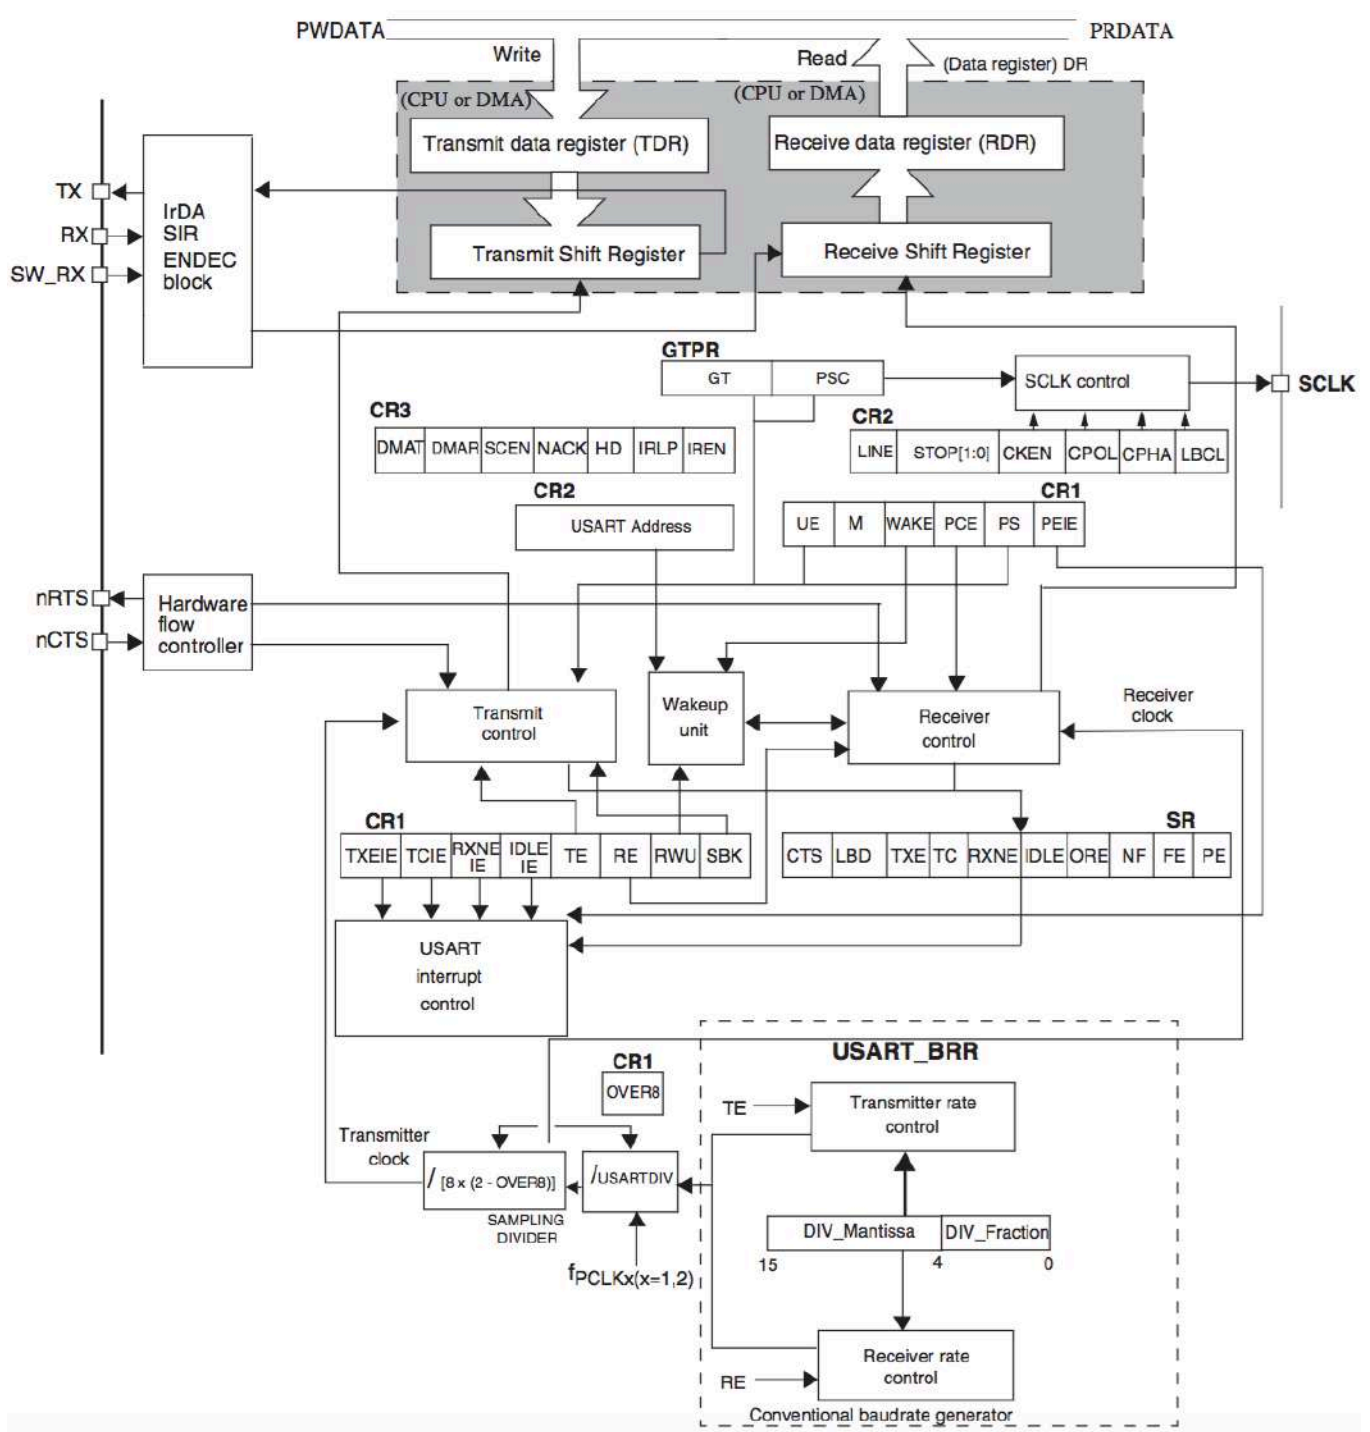 PWDATA
PRDATA
Write
Read
(Data register) DR
(CPU or DMA)
(CPU or DMA)
Transmit data register (TDR)
Receive data register (RDR)
TX
RX
SW_RX
IrDA
SIR
ENDEC
block
Transmit Shift Register
Receive Shift Register
GTPR
GT
PSC
SCLK control
SCLK
CR3
DMAT
DMAR
SCEN
NACK
HD
IRLP
IREN
CR2
LINE
STOP[1:0]
CKEN
CPOL
CPHA
LBCL
CR2
USART Address
CR1
UE
M
WAKE
PCE
PS
PEIE
nRTS
nCTS
Hardware
flow
controller
Transmit
control
Wakeup
unit
Receiver
control
Receiver
clock
CR1
TXEIE
TCIE
RXNE
IE
IDLE
IE
TE
RE
RWU
SBK
SR
CTS
LBD
TXE
TC
RXNE
IDLE
ORE
NF
FE
PE
USART
interrupt
control
USART_BRR
CR1
OVER8
TE
Transmitter rate
control
Transmitter
clock
/ [8 x (2 - OVER8)]
/USARTDIV
SAMPLING
DIVIDER
fPCLKx(x=1,2)
DIV_Mantissa
DIV_Fraction
15
4
0
RE
Receiver rate
control
Conventional baudrate generator